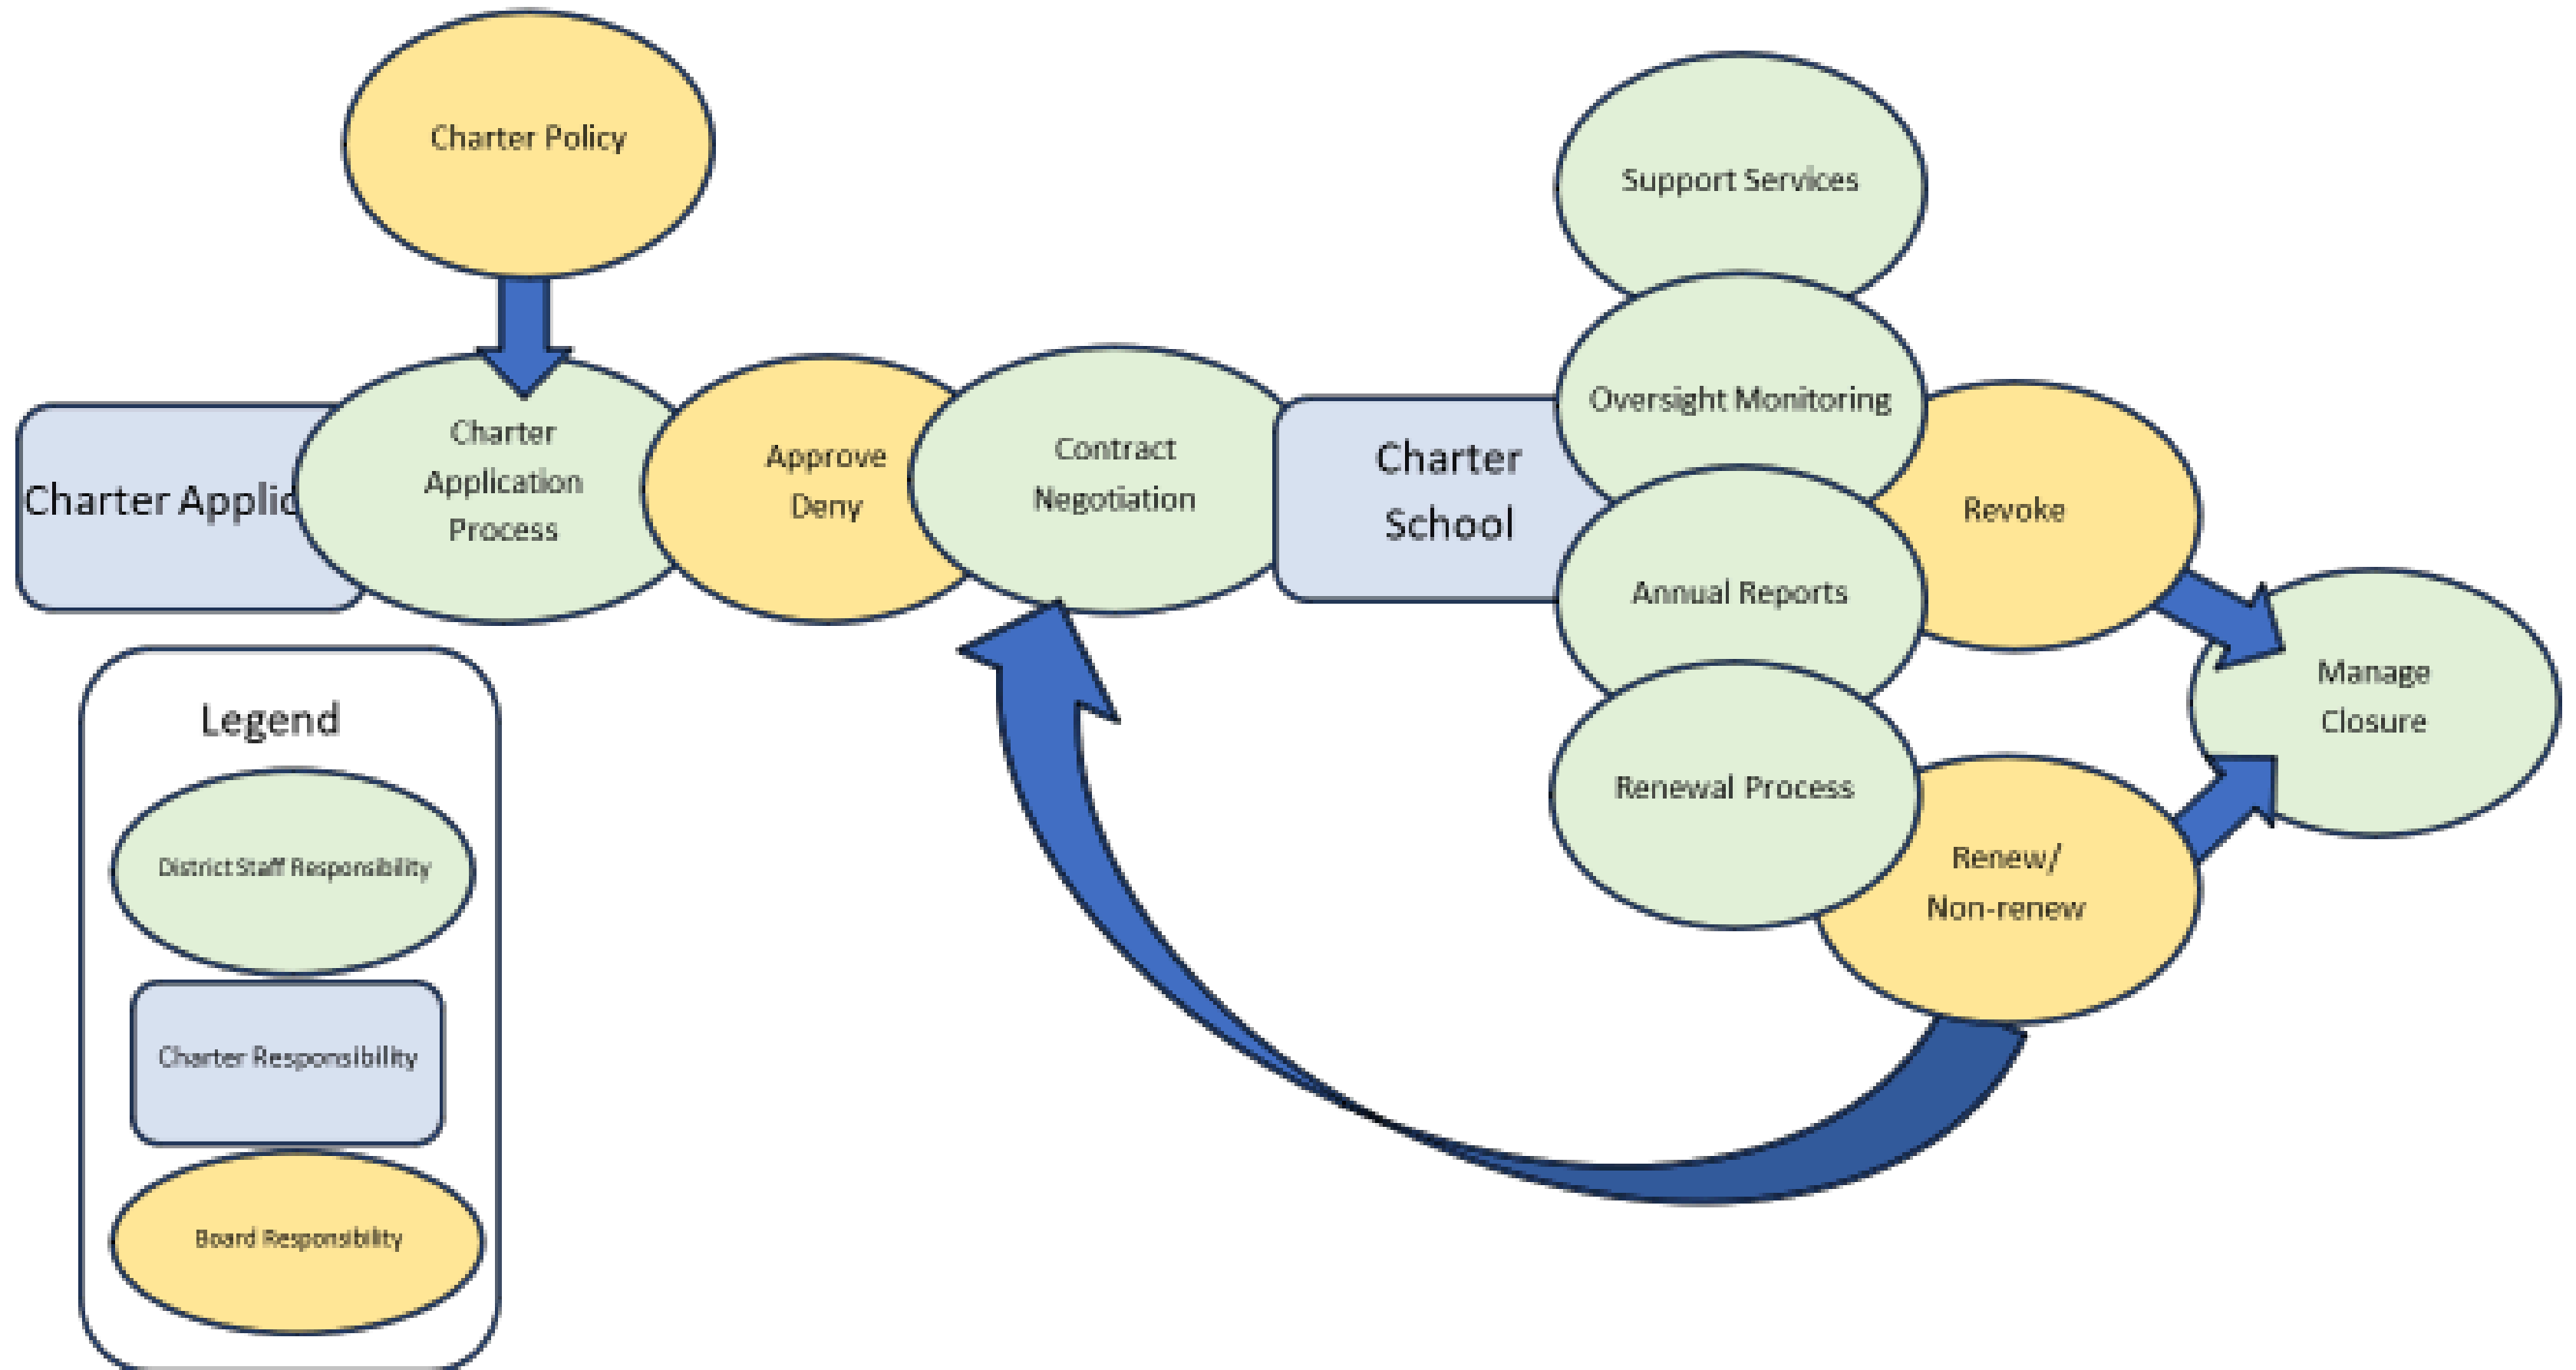 Charter Policy
Support Services
Charter Applic
Charter
Application
Process
Approve
Deny
Contract
Negotiation
Charter
School
Oversight Monitoring
Annual Reports
Renewal Process
Revoke
Renew/
Non-renew
Manage
Closure
Legend
District Staff Responsibility
Charter Responsibility
Board Responsibility